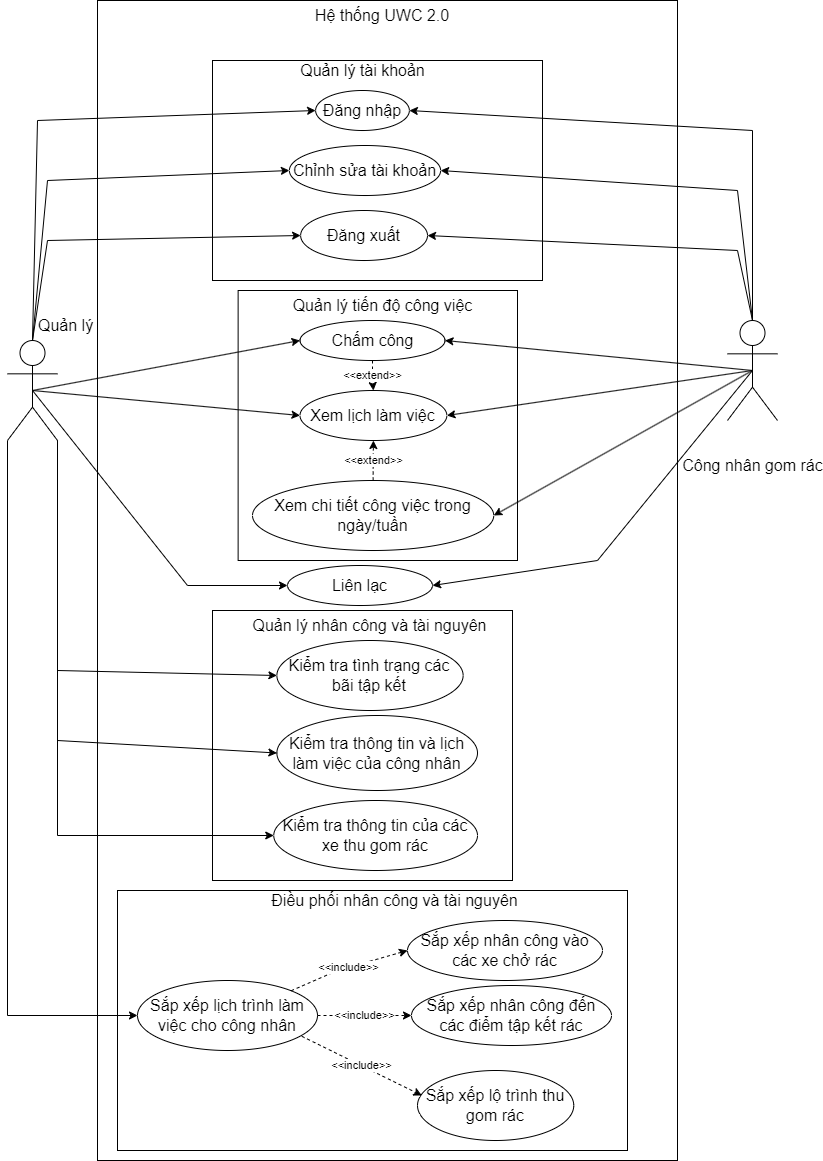 Hệ thống UWC 2.0
Quản lý tài khoản
Đăng nhập
Chỉnh sửa tài khoản
Đăng xuất
Quản lý
Quản lý tiến độ công việc
Chấm công
<<extend>>
Xem lịch làm việc
<<extend>>
Công nhân gom rác
Xem chi tiết công việc trong
ngày/tuần
Liên lạc
Quản lý nhân công và tài nguyên
Kiểm tra tình trạng các
bãi tập kết
Kiểm tra thông tin và lịch
làm việc của công nhân
Kiểm tra thông tin của các
xe thu gom rác
Điều phối nhân công và tài nguyên
Sắp xếp nhân công vào
các xe chở rác
<<include>>
Sắp xếp lịch trình làm
việc cho công nhân
<<include>>
Sắp xếp nhân công đến
các điểm tập kết rác
<<include>>
Sắp xếp lộ trình thu
gom rác